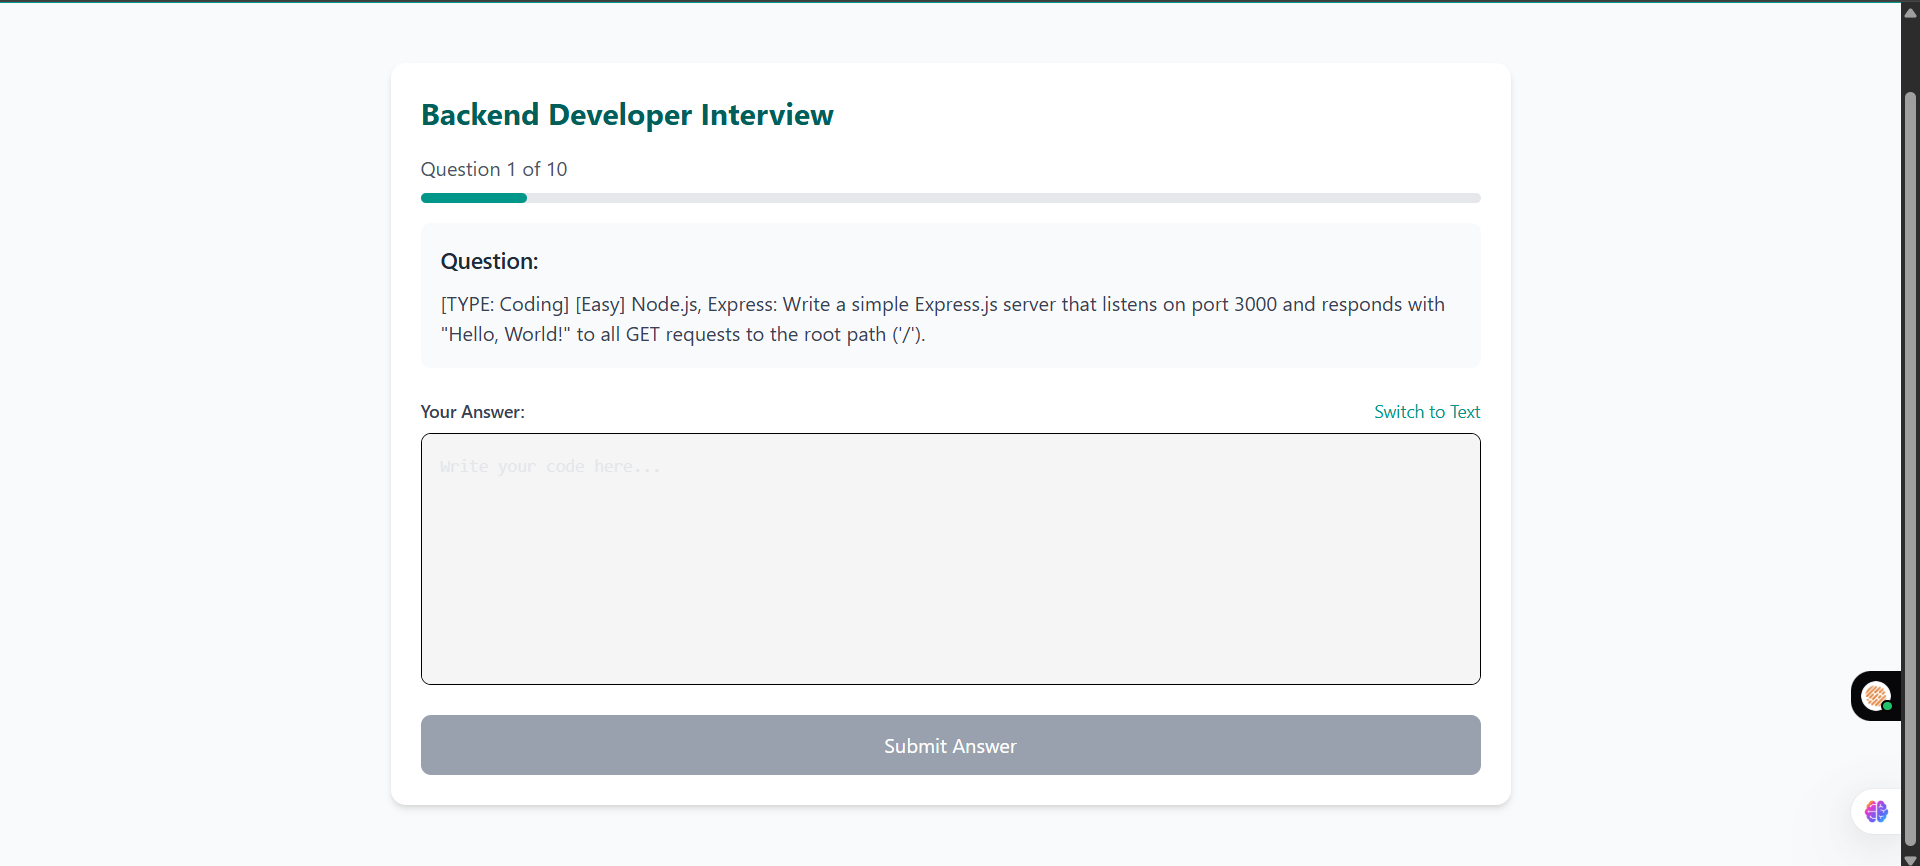 Backend Developer Interview
Question 1 of 10
Question:
[TYPE: Coding] [Easy] Node.js, Express: Write a simple Express.js server that listens on port 3000 and responds with
"Hello, World!" to all GET requests to the root path ('/').
Your Answer:
Switch to Text
Write your code here...
Submit Answer